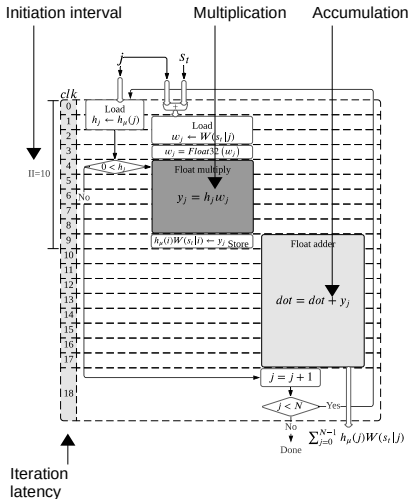 Initiation interval
Multiplication
Accumulation
j
s_t
clk
0
1
2
3
4
5
6
7
8
9
10
11
12
13
14
15
16
17
18
II=10
Load
h_j ← h_μ(j)
+
Load
w_j ← W(s_t|j)
w_j = Float32(w_j)
0 < h_j
No
Float multiply
y_j = h_j w_j
h_μ(i)W(s_t|i) ← y_j Store
Float adder
dot = dot + y_j
j = j + 1
j < N
Yes
No
Done
∑_{j=0}^{N−1} h_μ(j)W(s_t|j)
Iteration
latency